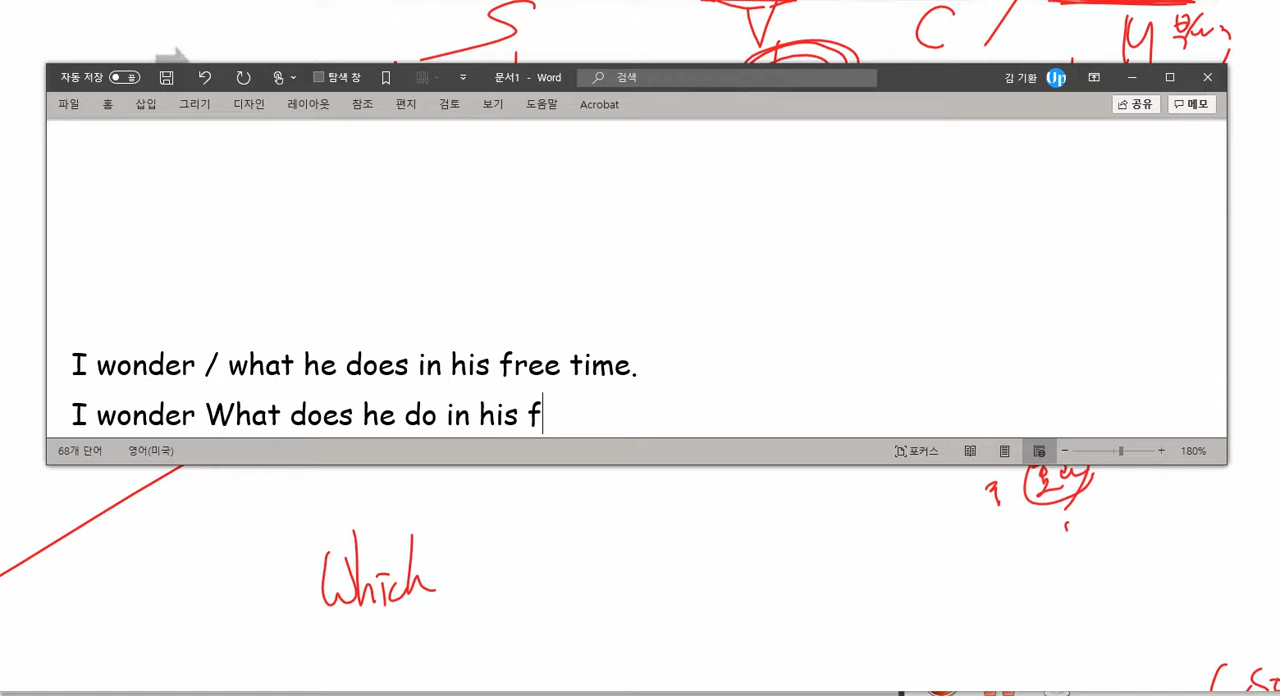 S V C / M
자동 저장 문서1 - Word 검색 김 기환
파일 홈 삽입 그리기 디자인 레이아웃 참조 편지 검토 보기 도움말 Acrobat 공유 메모
I wonder / what he does in his free time.
I wonder What does he do in his f
68개 단어 영어(미국) 포커스 180%
Which